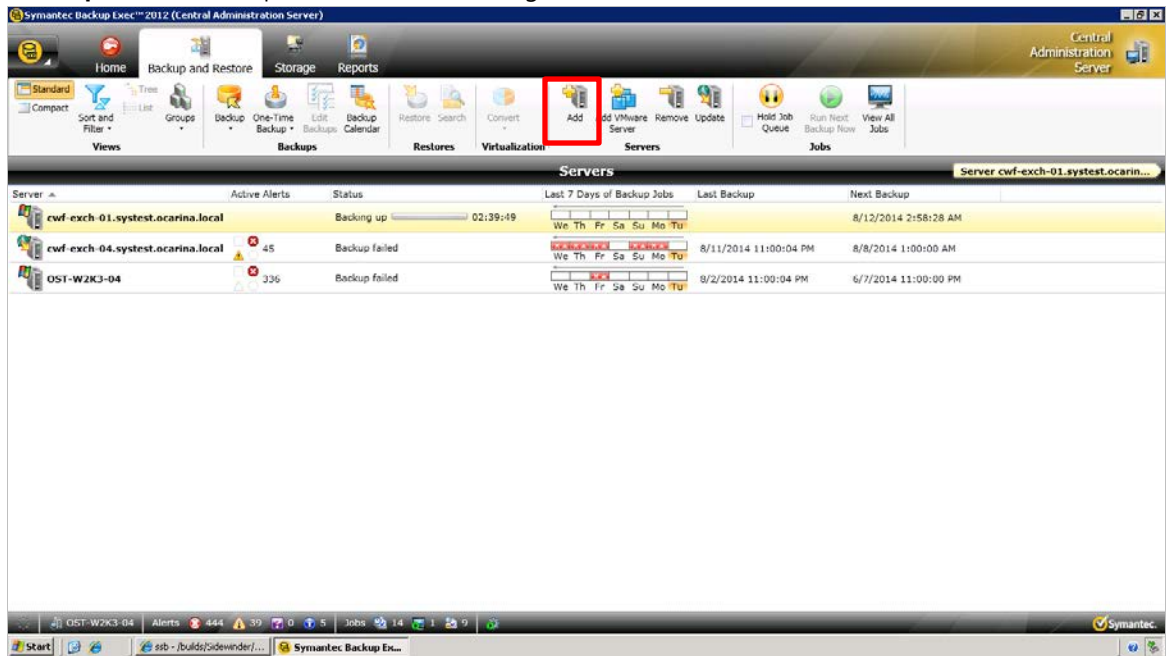 Symantec Backup Exec™ 2012 (Central Administration Server)
Home Backup and Restore Storage Reports
Central
Administration
Server
Standard
Compact
Sort and
Filter
Tree
List
Groups
Backup
One-Time
Backup
Edit
Backups
Backup
Calendar
Restore
Search
Convert
Add
dd VMware
Server
Remove
Update
Hold Job
Queue
Run Next
Backup Now
View All
Jobs
Views Backups Restores Virtualization Servers Jobs
Servers
Server cwf-exch-01.systest.ocarin...
Server Active Alerts Status Last 7 Days of Backup Jobs Last Backup Next Backup
cwf-exch-01.systest.ocarina.local Backing up 02:39:49 We Th Fr Sa Su Mo Tu 8/12/2014 2:58:28 AM
cwf-exch-04.systest.ocarina.local 45 Backup failed We Th Fr Sa Su Mo Tu 8/11/2014 11:00:04 PM 8/8/2014 1:00:00 AM
OST-W2K3-04 336 Backup failed We Th Fr Sa Su Mo Tu 8/2/2014 11:00:04 PM 6/7/2014 11:00:00 PM
OST-W2K3-04 Alerts 444 39 0 5 Jobs 14 1 9
Symantec.
Start ssb - /builds/Sidewinder/... Symantec Backup Ex...